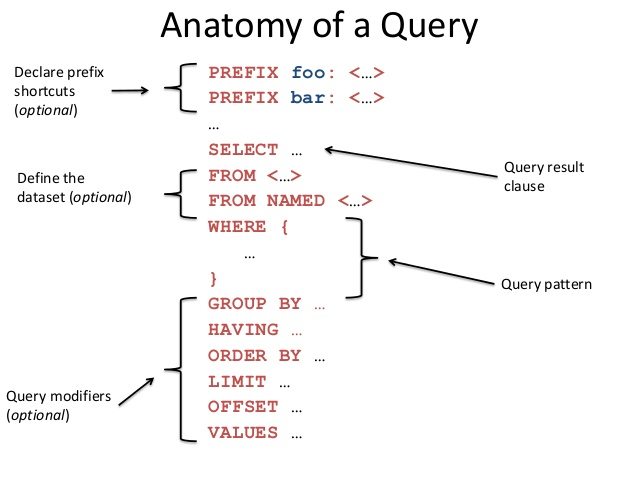 Anatomy of a Query
Declare prefix
shortcuts
(optional)
PREFIX foo: <…>
PREFIX bar: <…>
…
SELECT …
Query result
clause
Define the
dataset (optional)
FROM <…>
FROM NAMED <…>
WHERE {
…
}
Query pattern
GROUP BY …
HAVING …
ORDER BY …
LIMIT …
OFFSET …
VALUES …
Query modifiers
(optional)